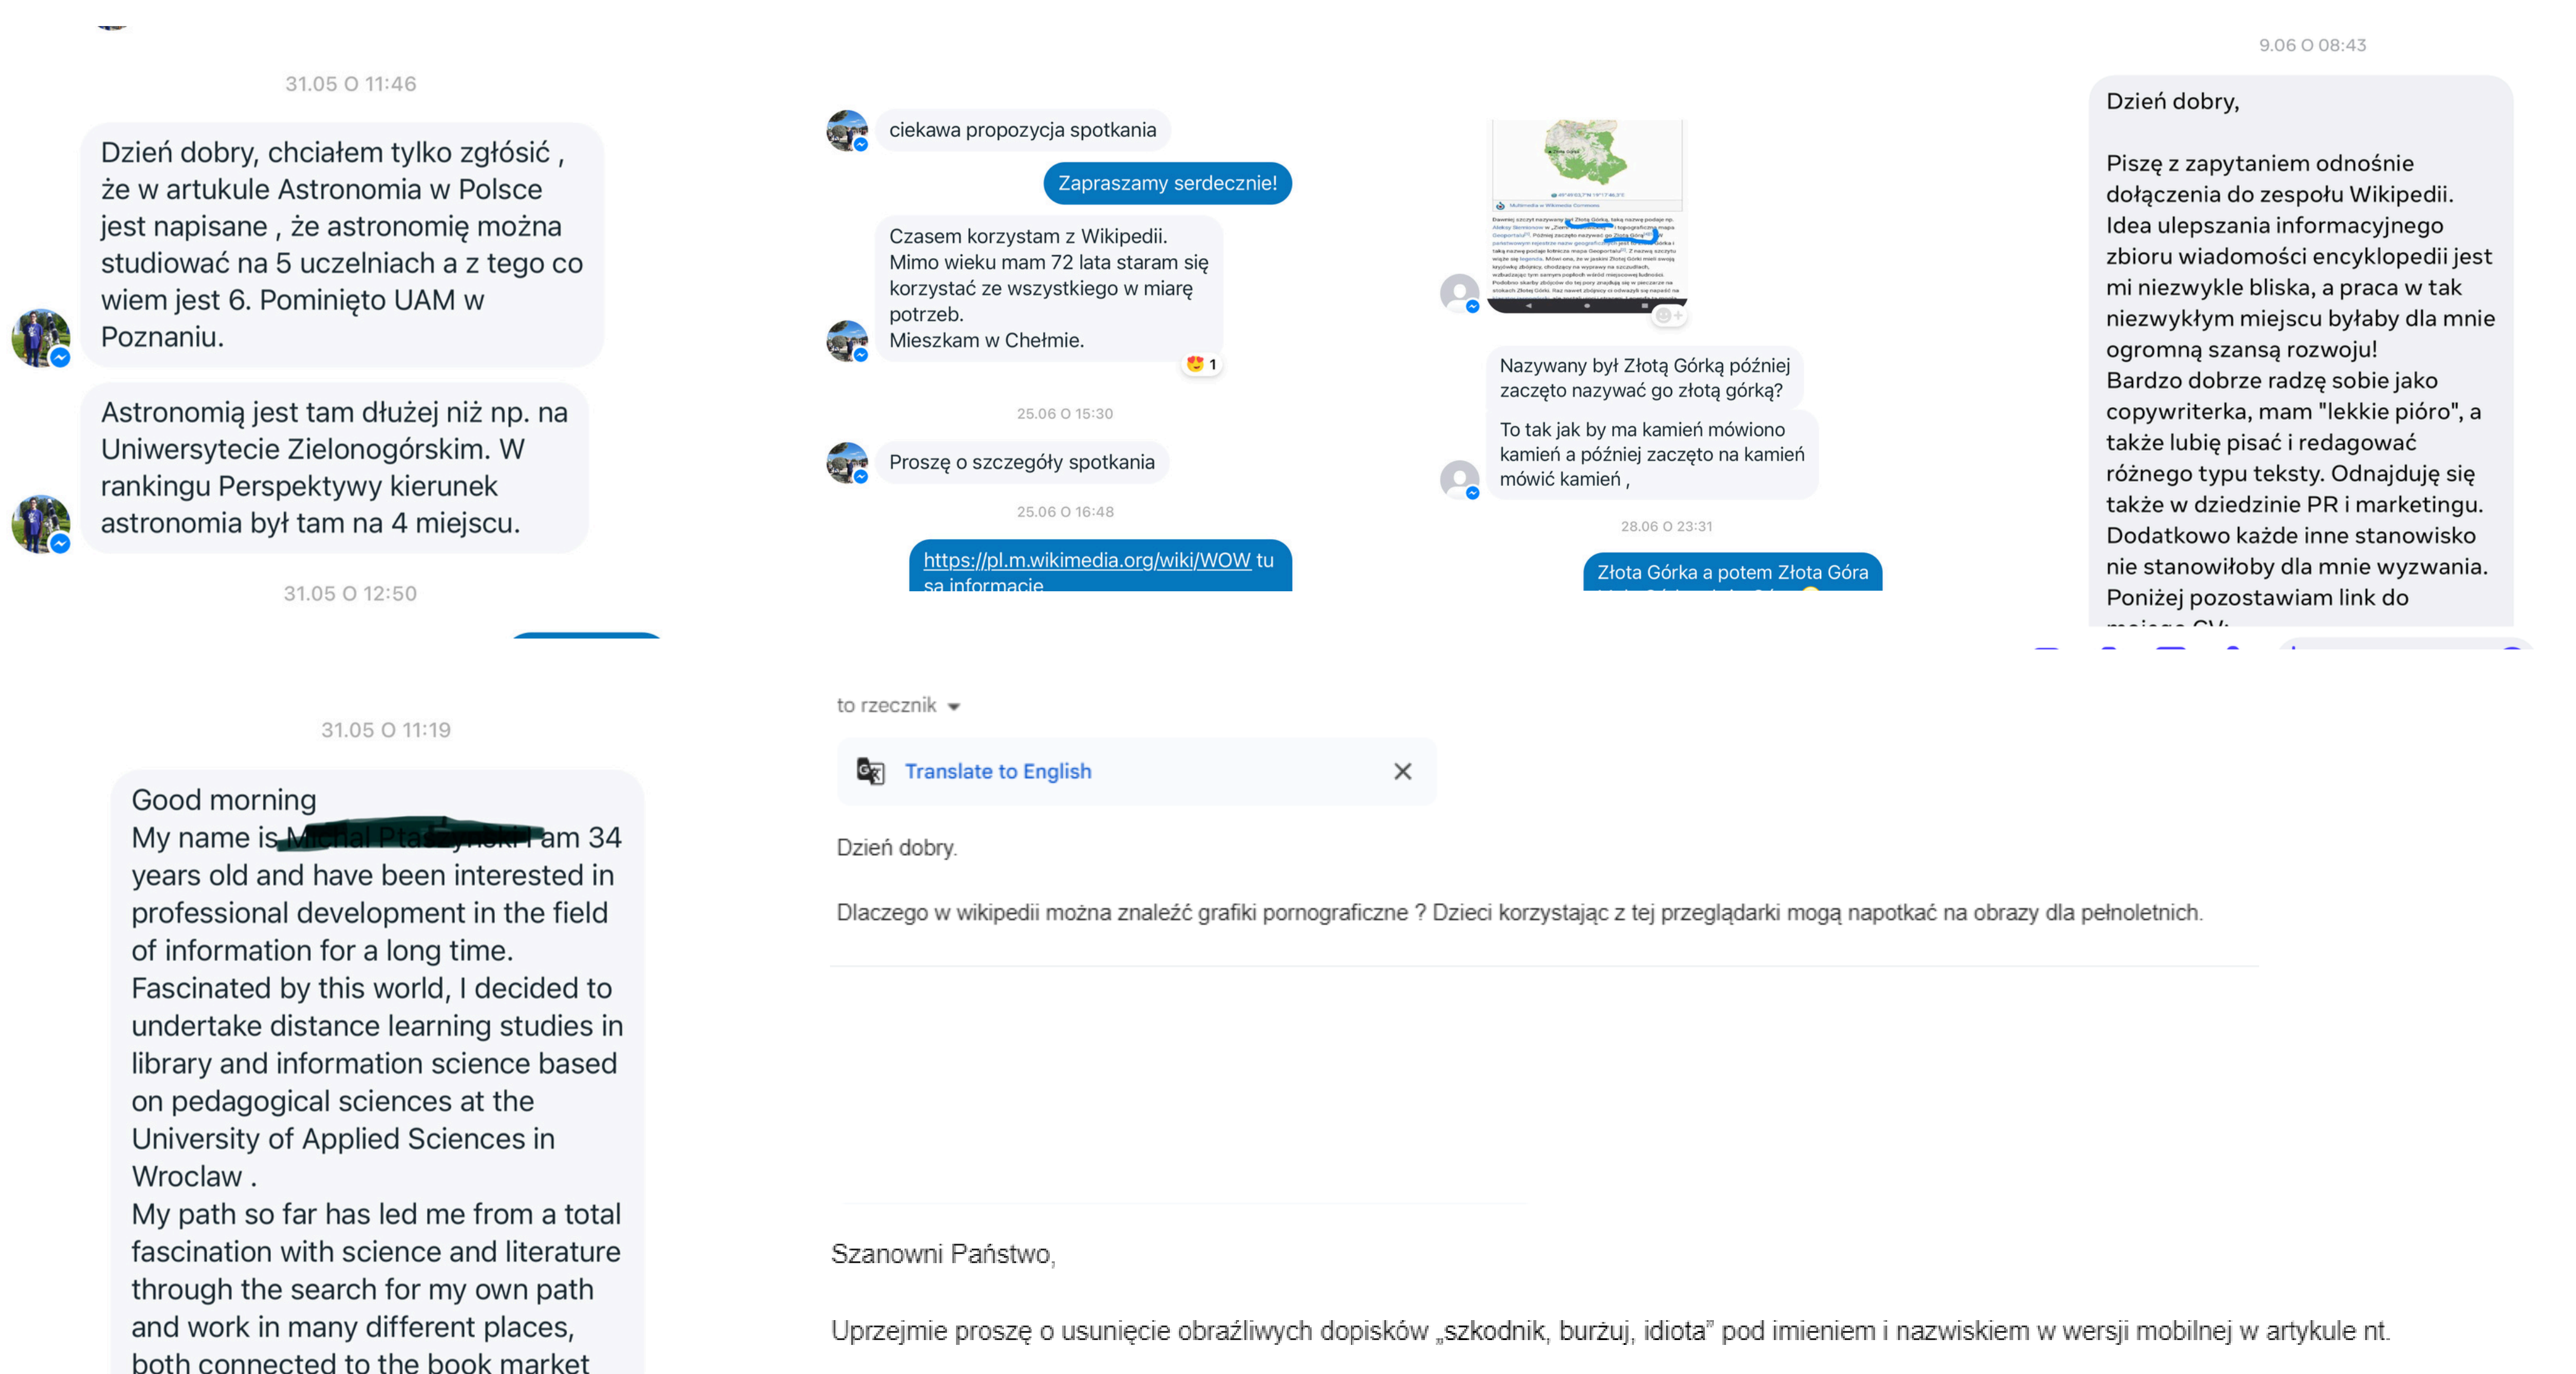 31.05 O 11:46
Dzień dobry, chciałem tylko zgłósić ,
że w artukule Astronomia w Polsce
jest napisane , że astronomię można
studiować na 5 uczelniach a z tego co
wiem jest 6. Pominięto UAM w
Poznaniu.
Astronomią jest tam dłużej niż np. na
Uniwersytecie Zielonogórskim. W
rankingu Perspektywy kierunek
astronomia był tam na 4 miejscu.
31.05 O 12:50
ciekawa propozycja spotkania
Zapraszamy serdecznie!
Czasem korzystam z Wikipedii.
Mimo wieku mam 72 lata staram się
korzystać ze wszystkiego w miarę
potrzeb.
Mieszkam w Chełmie.
1
25.06 O 15:30
Proszę o szczegóły spotkania
25.06 O 16:48
https://pl.m.wikimedia.org/wiki/WOW tu
są informacje
Multimedia w Wikimedia Commons
Nazywany był Złotą Górką później
zaczęto nazywać go złotą górką?
To tak jak by ma kamień mówiono
kamień a później zaczęto na kamień
mówić kamień ,
28.06 O 23:31
Złota Górka a potem Złota Góra
9.06 O 08:43
Dzień dobry,
Piszę z zapytaniem odnośnie
dołączenia do zespołu Wikipedii.
Idea ulepszania informacyjnego
zbioru wiadomości encyklopedii jest
mi niezwykle bliska, a praca w tak
niezwykłym miejscu byłaby dla mnie
ogromną szansą rozwoju!
Bardzo dobrze radzę sobie jako
copywriterka, mam "lekkie pióro", a
także lubię pisać i redagować
różnego typu teksty. Odnajduję się
także w dziedzinie PR i marketingu.
Dodatkowo każde inne stanowisko
nie stanowiłoby dla mnie wyzwania.
Poniżej pozostawiam link do
mojego CV:
31.05 O 11:19
Good morning
My name is I am 34
years old and have been interested in
professional development in the field
of information for a long time.
Fascinated by this world, I decided to
undertake distance learning studies in
library and information science based
on pedagogical sciences at the
University of Applied Sciences in
Wroclaw .
My path so far has led me from a total
fascination with science and literature
through the search for my own path
and work in many different places,
both connected to the book market
to rzecznik
Translate to English
Dzień dobry.
Dlaczego w wikipedii można znaleźć grafiki pornograficzne ? Dzieci korzystając z tej przeglądarki mogą napotkać na obrazy dla pełnoletnich.
Szanowni Państwo,
Uprzejmie proszę o usunięcie obraźliwych dopisków „szkodnik, burżuj, idiota” pod imieniem i nazwiskiem w wersji mobilnej w artykule nt.